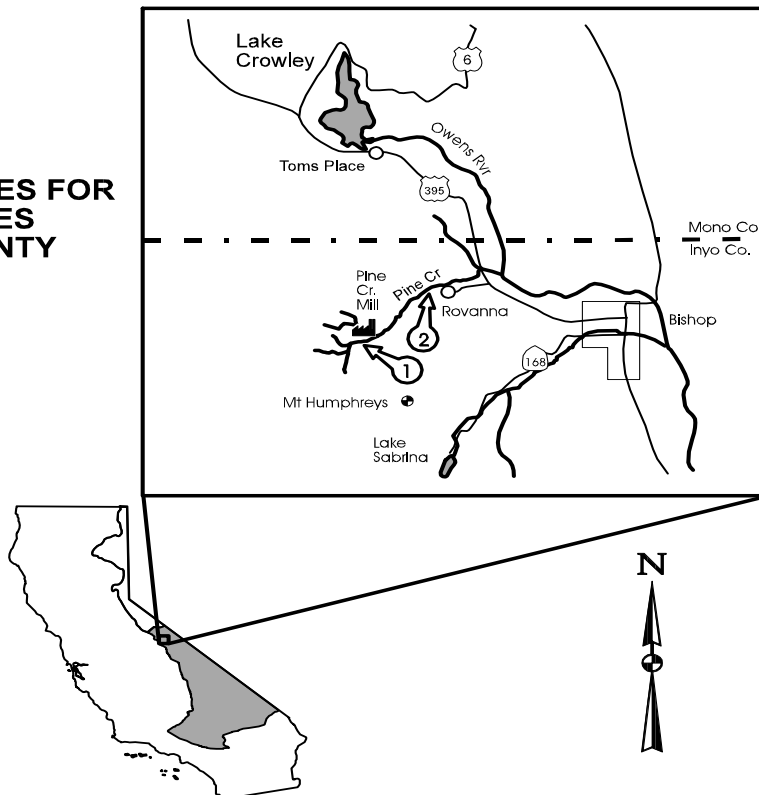 ES FOR
ES
NTY
Lake
Crowley
6
Owens Rvr
Toms Place
395
Mono Co
Inyo Co.
Pine
Cr.
Mill
Pine Cr
Rovanna
Bishop
2
1
168
Mt Humphreys
Lake
Sabrina
N